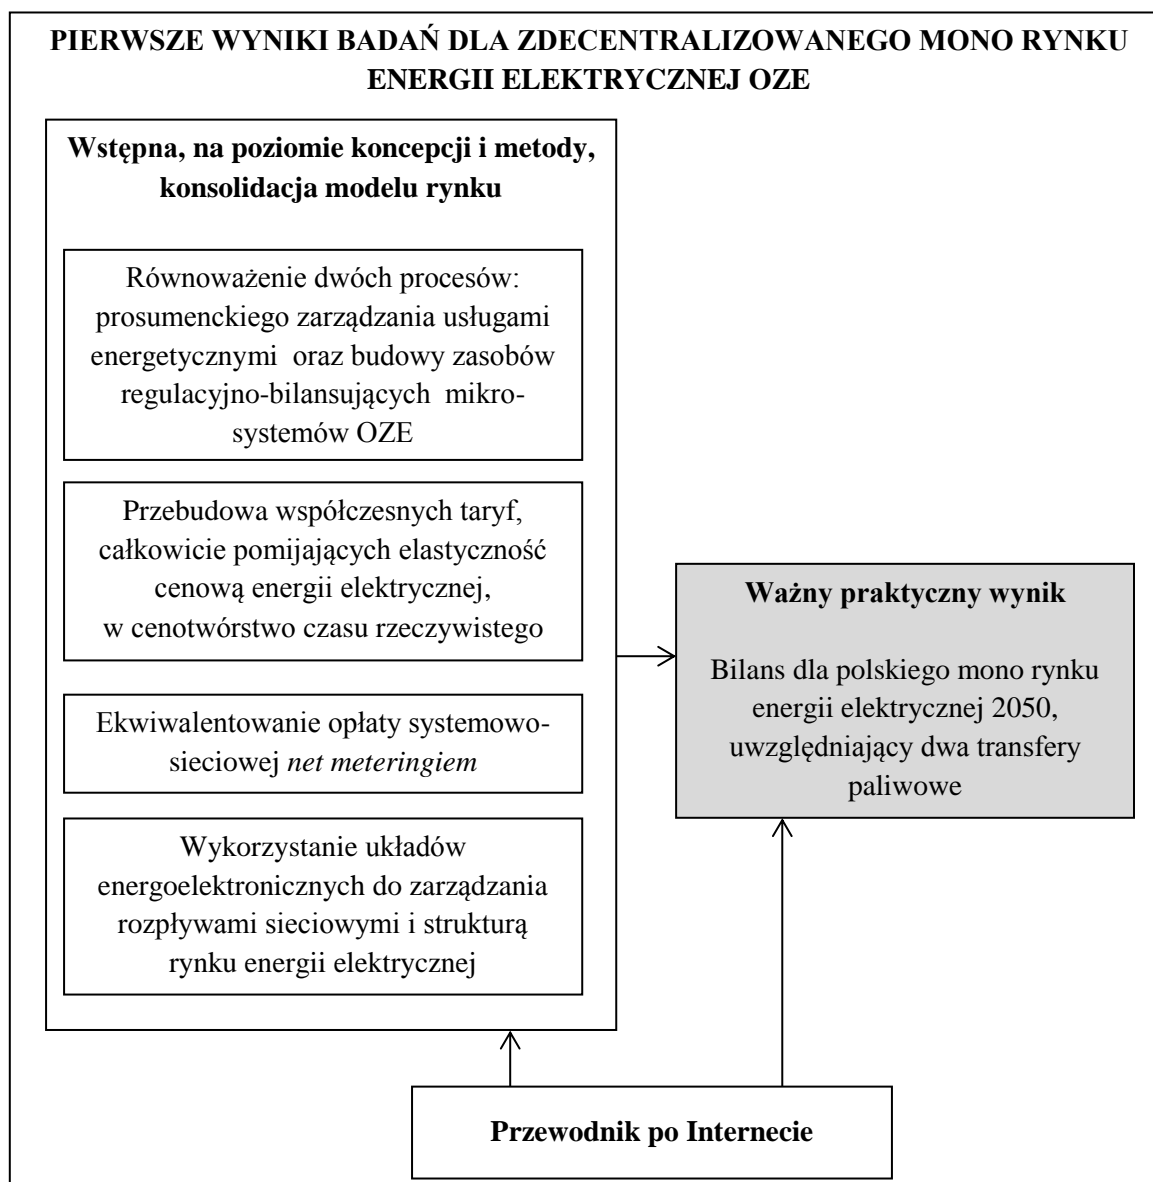 PIERWSZE WYNIKI BADAŃ DLA ZDECENTRALIZOWANEGO MONO RYNKU
ENERGII ELEKTRYCZNEJ OZE
Wstępna, na poziomie koncepcji i metody,
konsolidacja modelu rynku
Równoważenie dwóch procesów:
prosumenckiego zarządzania usługami
energetycznymi oraz budowy zasobów
regulacyjno-bilansujących mikro-
systemów OZE
Przebudowa współczesnych taryf,
całkowicie pomijających elastyczność
cenową energii elektrycznej,
w cenotwórstwo czasu rzeczywistego
Ekwiwalentowanie opłaty systemowo-
sieciowej net meteringiem
Wykorzystanie układów
energoelektronicznych do zarządzania
rozpływami sieciowymi i strukturą
rynku energii elektrycznej
Ważny praktyczny wynik
Bilans dla polskiego mono rynku
energii elektrycznej 2050,
uwzględniający dwa transfery
paliwowe
Przewodnik po Internecie